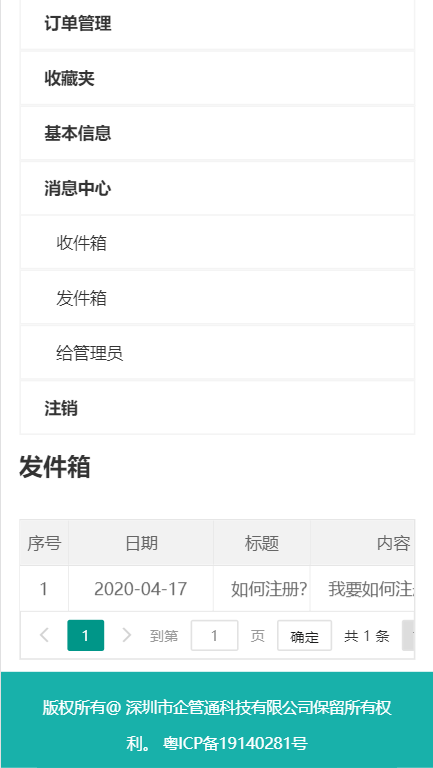 订单管理
收藏夹
基本信息
消息中心
收件箱
发件箱
给管理员
注销
发件箱
序号 日期 标题 内容
1 2020-04-17 如何注册? 我要如何注
1 到第 1 页 确定 共 1 条
版权所有@ 深圳市企管通科技有限公司保留所有权
利。 粤ICP备19140281号